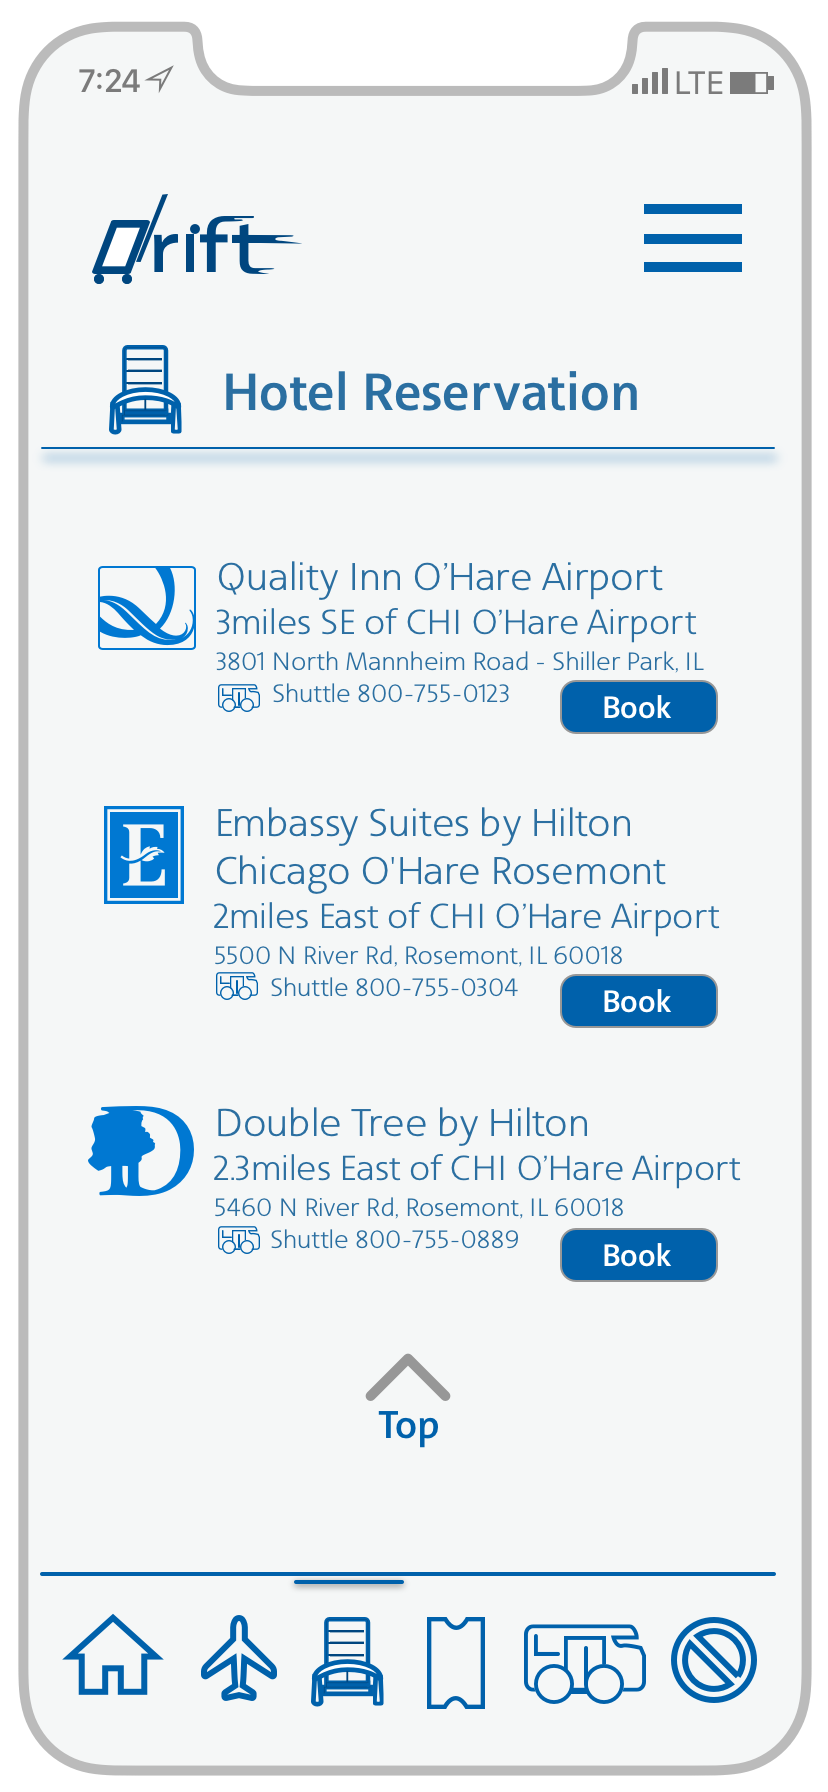 7:24 LTE
Drift
Hotel Reservation
Quality Inn O’Hare Airport
3miles SE of CHI O’Hare Airport
3801 North Mannheim Road - Shiller Park, IL
Shuttle 800-755-0123
Book
E
Embassy Suites by Hilton
Chicago O'Hare Rosemont
2miles East of CHI O’Hare Airport
5500 N River Rd, Rosemont, IL 60018
Shuttle 800-755-0304
Book
D
Double Tree by Hilton
2.3miles East of CHI O’Hare Airport
5460 N River Rd, Rosemont, IL 60018
Shuttle 800-755-0889
Book
Top